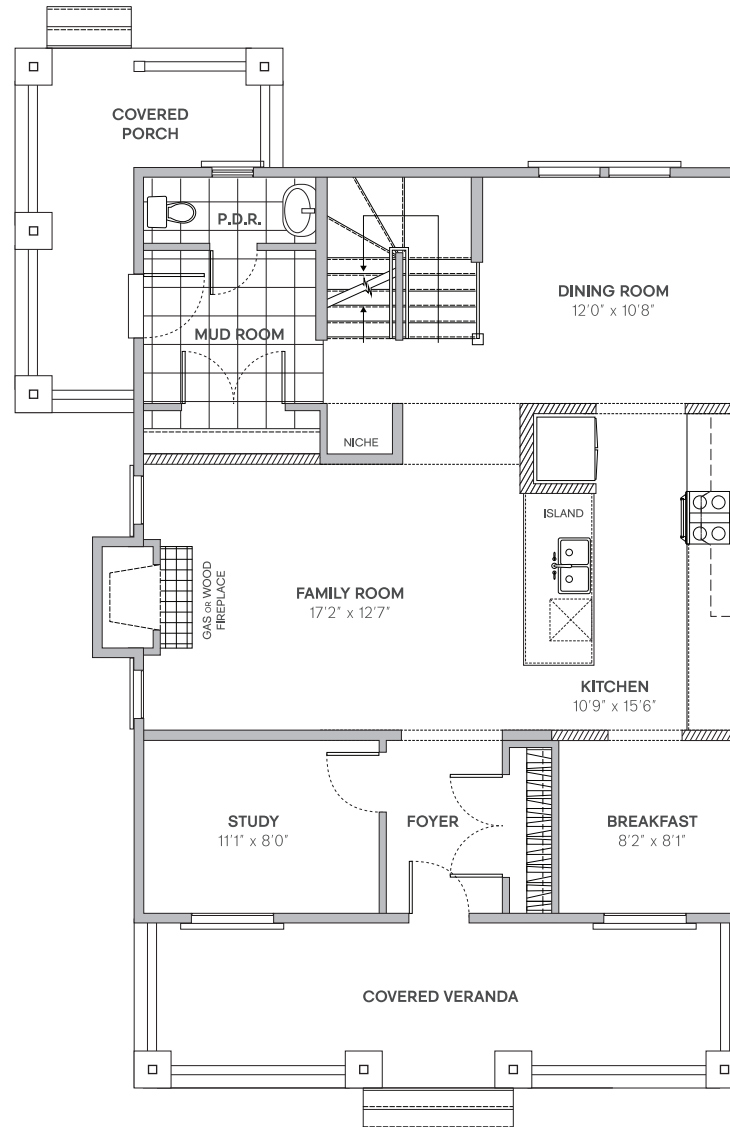 COVERED
PORCH
P.D.R.
MUD ROOM
DINING ROOM
12'0" x 10'8"
NICHE
ISLAND
GAS OR WOOD
FIREPLACE
FAMILY ROOM
17'2" x 12'7"
KITCHEN
10'9" x 15'6"
STUDY
11'1" x 8'0"
FOYER
BREAKFAST
8'2" x 8'1"
COVERED VERANDA